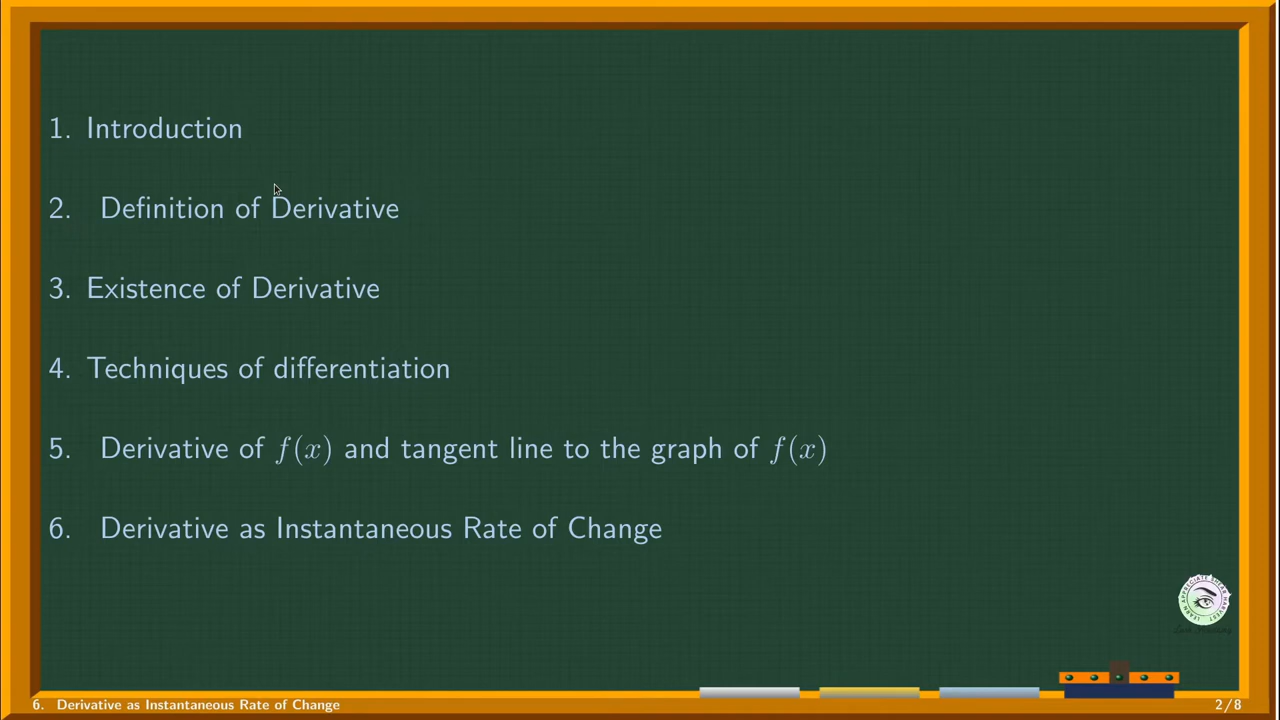 1. Introduction
2. Definition of Derivative
3. Existence of Derivative
4. Techniques of differentiation
5. Derivative of f(x) and tangent line to the graph of f(x)
6. Derivative as Instantaneous Rate of Change
6. Derivative as Instantaneous Rate of Change
2/8